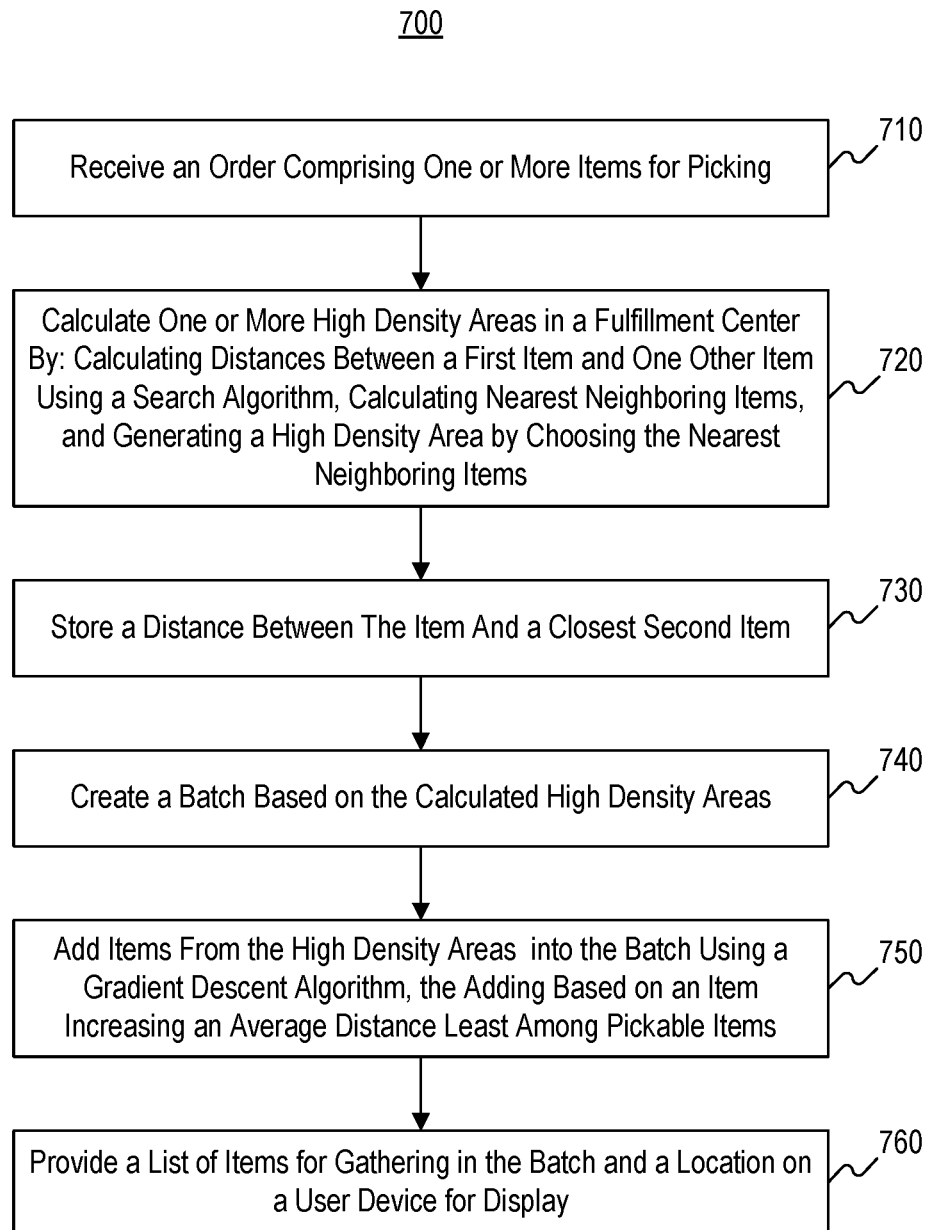 700
Receive an Order Comprising One or More Items for Picking
710
Calculate One or More High Density Areas in a Fulfillment Center
By: Calculating Distances Between a First Item and One Other Item
Using a Search Algorithm, Calculating Nearest Neighboring Items,
and Generating a High Density Area by Choosing the Nearest
Neighboring Items
720
Store a Distance Between The Item And a Closest Second Item
730
Create a Batch Based on the Calculated High Density Areas
740
Add Items From the High Density Areas into the Batch Using a
Gradient Descent Algorithm, the Adding Based on an Item
Increasing an Average Distance Least Among Pickable Items
750
Provide a List of Items for Gathering in the Batch and a Location on
a User Device for Display
760